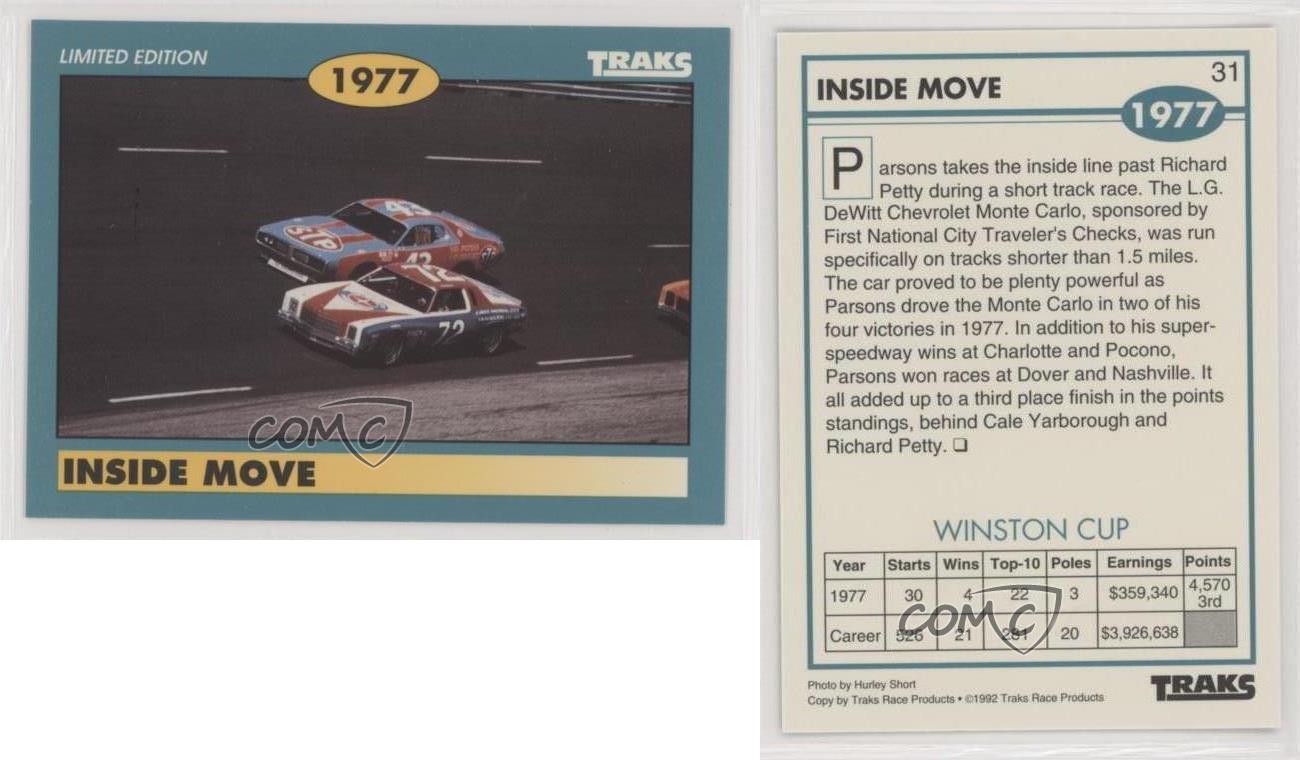 LIMITED EDITION
1977
TRAKS
43
STP
43
STP
72
72
COMC
INSIDE MOVE
INSIDE MOVE
31
1977
Parsons takes the inside line past Richard
Petty during a short track race. The L.G.
DeWitt Chevrolet Monte Carlo, sponsored by
First National City Traveler's Checks, was run
specifically on tracks shorter than 1.5 miles.
The car proved to be plenty powerful as
Parsons drove the Monte Carlo in two of his
four victories in 1977. In addition to his super-
speedway wins at Charlotte and Pocono,
Parsons won races at Dover and Nashville. It
all added up to a third place finish in the points
standings, behind Cale Yarborough and
Richard Petty. ❑
WINSTON CUP
Year Starts Wins Top-10 Poles Earnings Points
1977 30 4 22 3 $359,340 4,570 3rd
Career 526 21 281 20 $3,926,638
COMC
Photo by Hurley Short
Copy by Traks Race Products • ©1992 Traks Race Products
TRAKS